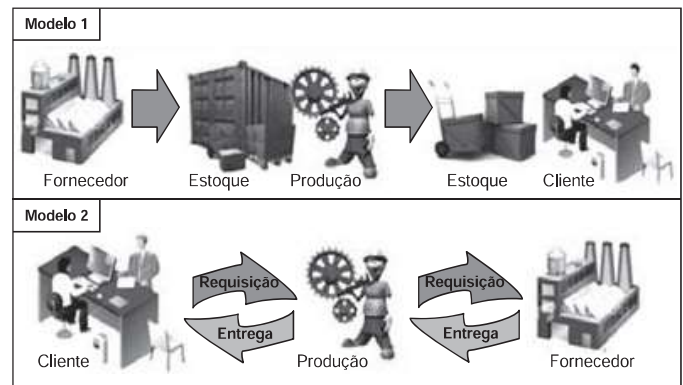 Modelo 1
Fornecedor Estoque Produção Estoque Cliente
Modelo 2
Requisição Requisição
Entrega Entrega
Cliente Produção Fornecedor